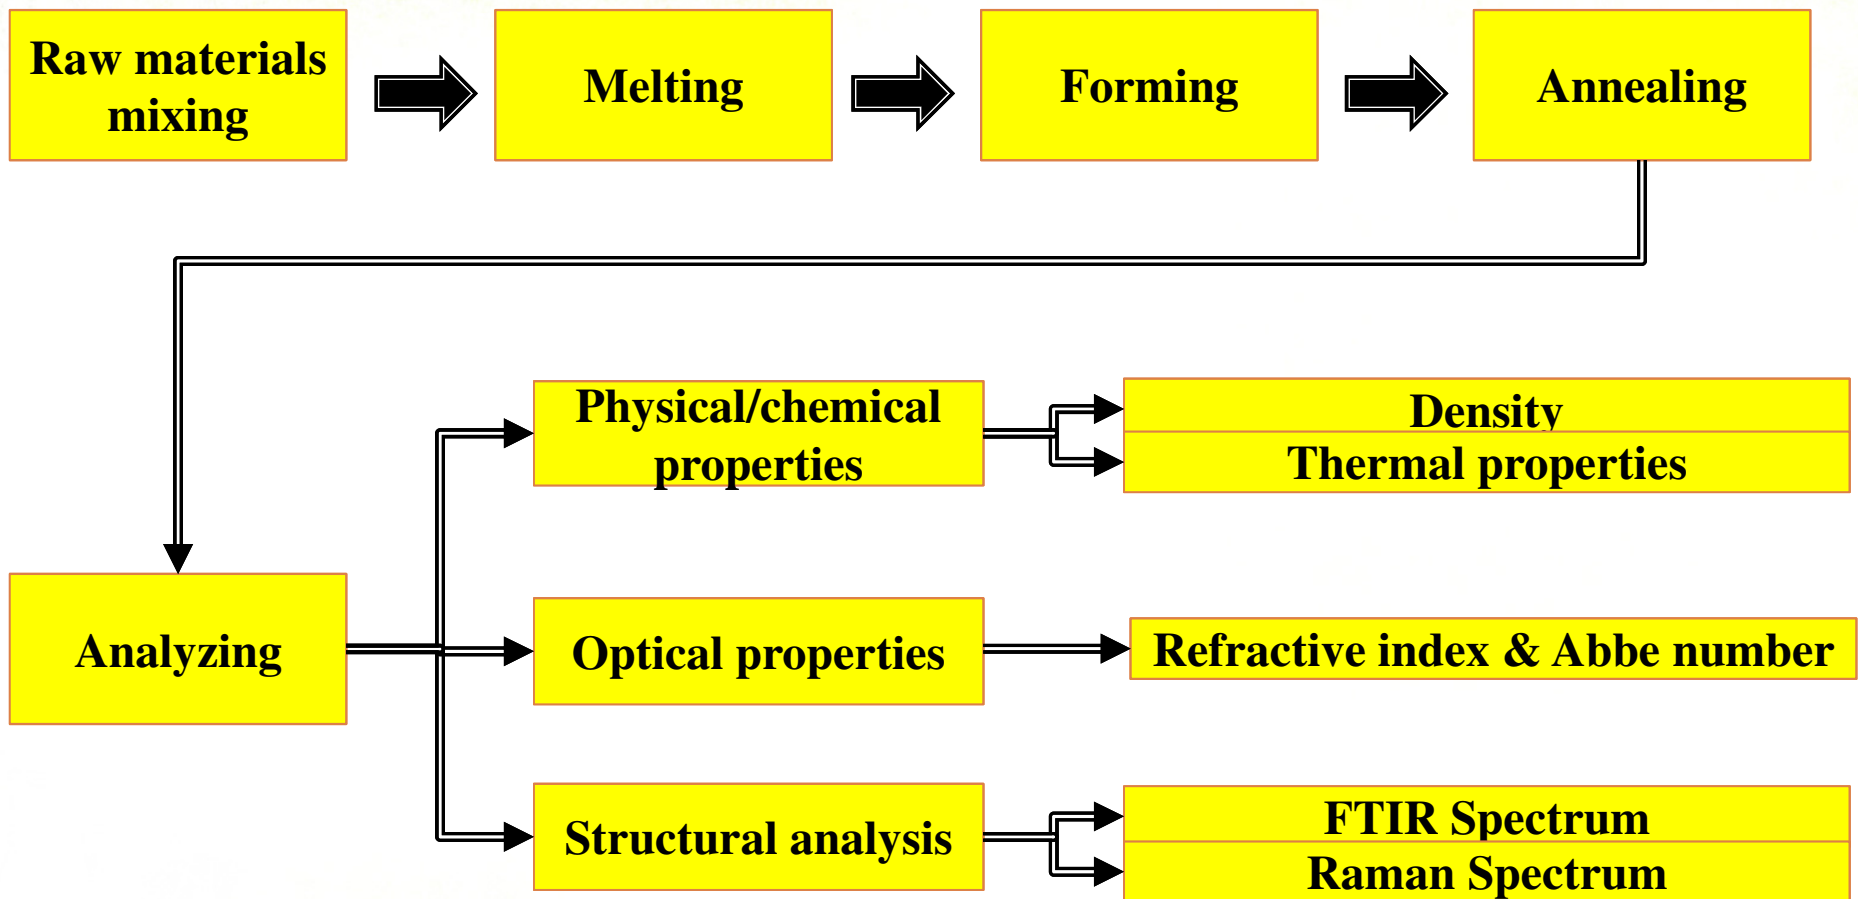 Raw materials
mixing
Melting
Forming
Annealing
Physical/chemical
properties
Density
Thermal properties
Analyzing
Optical properties
Refractive index & Abbe number
Structural analysis
FTIR Spectrum
Raman Spectrum